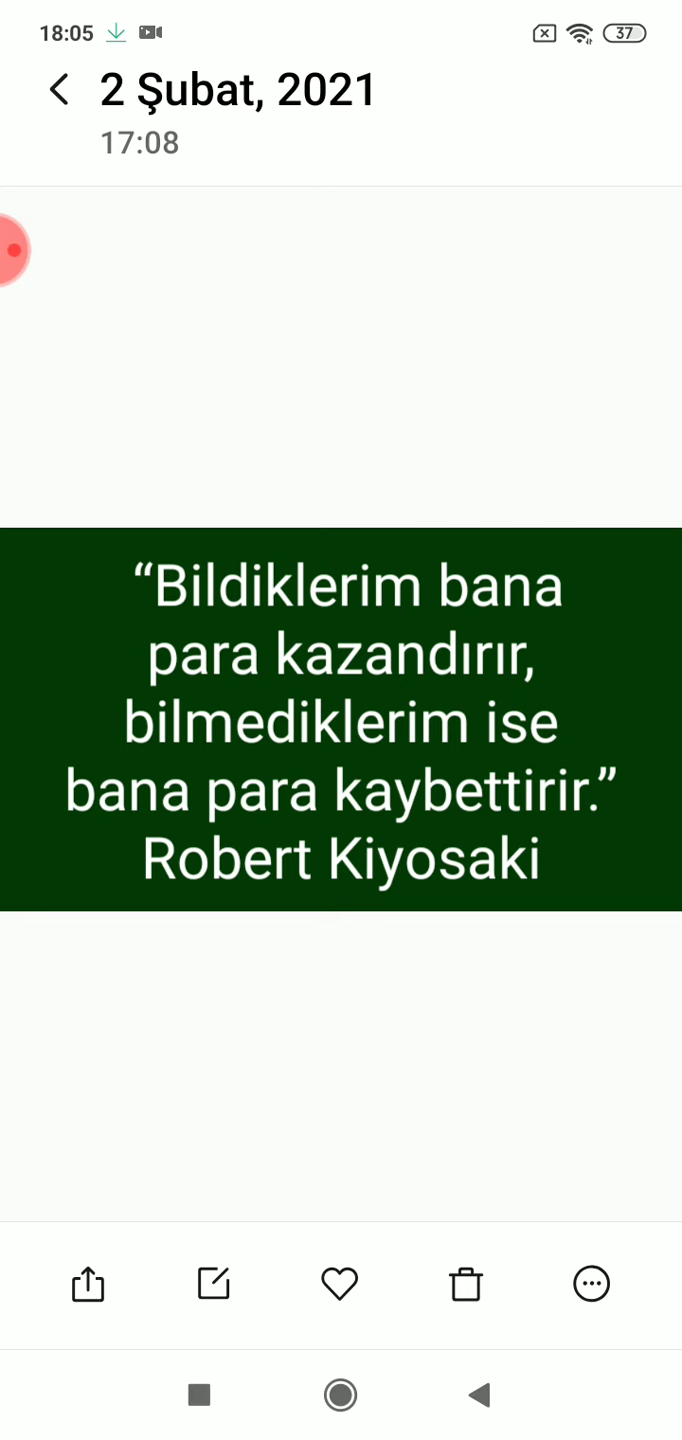 18:05
37
2 Şubat, 2021
17:08
“Bildiklerim bana
para kazandırır,
bilmediklerim ise
bana para kaybettirir.”
Robert Kiyosaki